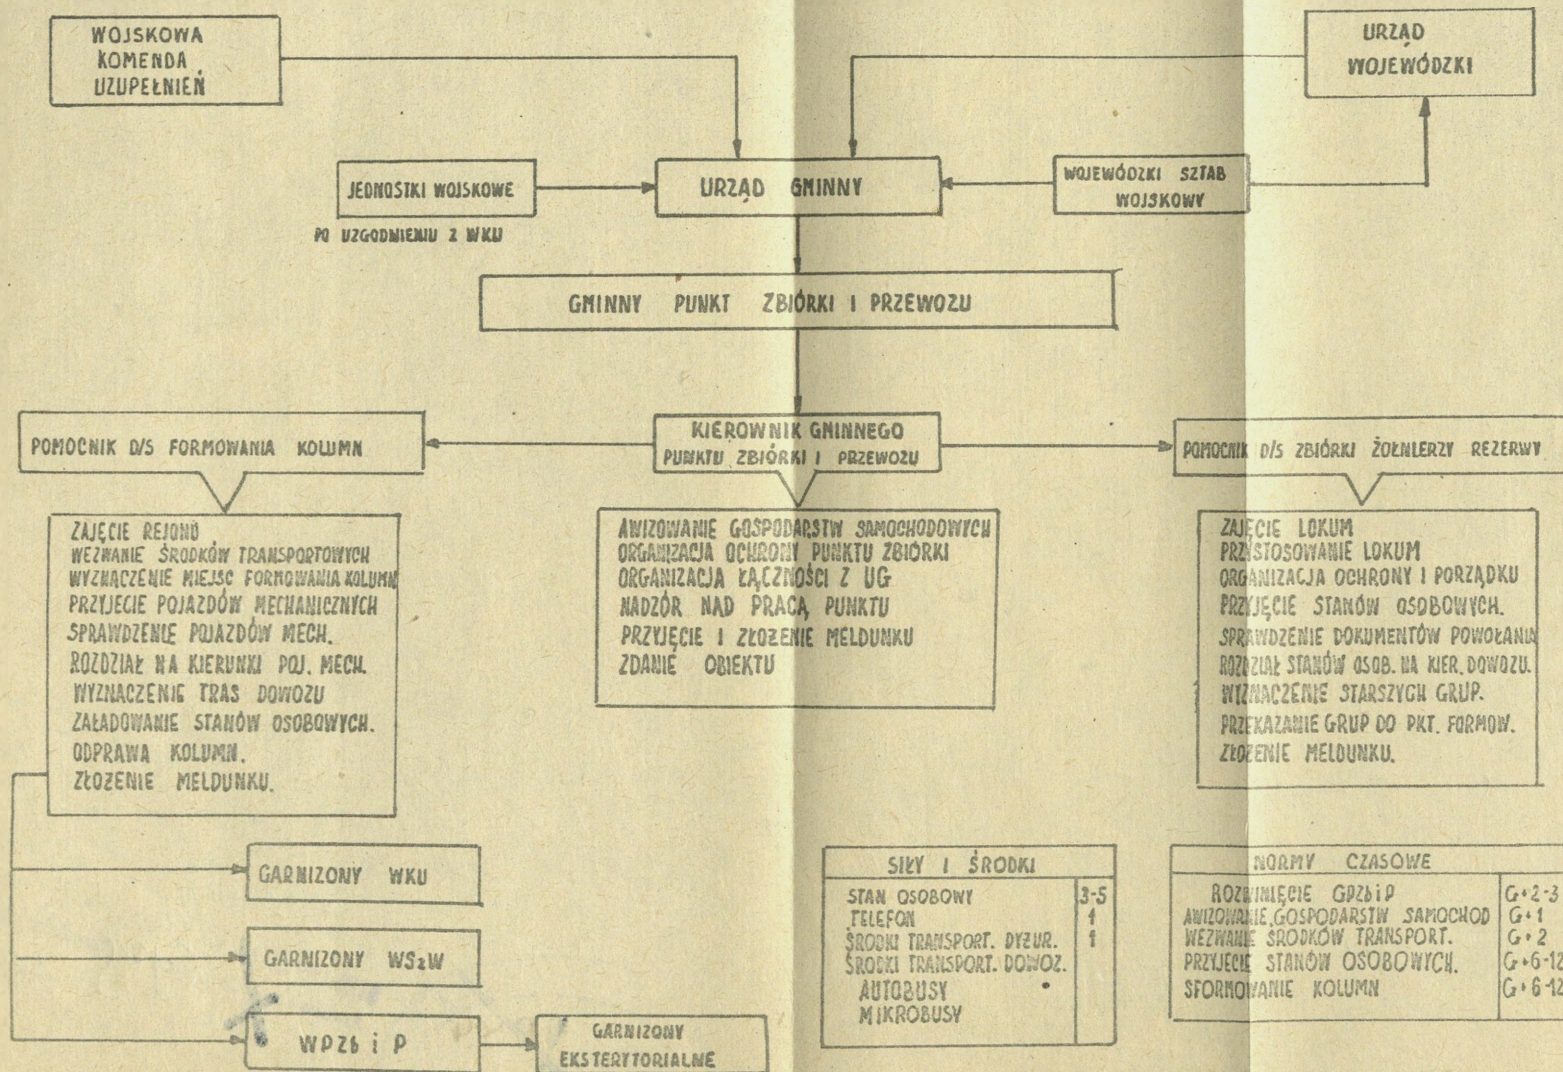 WOJSKOWA
KOMENDA
UZUPEŁNIEŃ
URZĄD
WOJEWÓDZKI
JEDNOSTKI WOJSKOWE
PO UZGODNIENIU Z WKU
URZĄD GMINNY
WOJEWÓDZKI SZTAB
WOJSKOWY
GMINNY PUNKT ZBIÓRKI I PRZEWOZU
POMOCNIK D/S FORMOWANIA KOLUMN
KIEROWNIK GMINNEGO
PUNKTU ZBIÓRKI I PRZEWOZU
POMOCNIK D/S ZBIÓRKI ŻOŁNIERZY REZERWY
ZAJĘCIE REJONU
WEZWANIE ŚRODKÓW TRANSPORTOWYCH
WYZNACZENIE MIEJSC FORMOWANIA KOLUMN
PRZYJECIE POJAZDÓW MECHANICZNYCH
SPRAWDZENIE POJAZDÓW MECH.
ROZDZIAŁ NA KIERUNKI POJ. MECH.
WYZNACZENIE TRAS DOWOZU
ZAŁADOWANIE STANÓW OSOBOWYCH.
ODPRAWA KOLUMN.
ZŁOŻENIE MELDUNKU.
AWIZOWANIE GOSPODARSTW SAMOCHODOWYCH
ORGANIZACJA OCHRONY PUNKTU ZBIÓRKI
ORGANIZACJA ŁĄCZNOŚCI Z UG
NADZÓR NAD PRACĄ PUNKTU
PRZYJĘCIE I ZŁOŻENIE MELDUNKU
ZDANIE OBIEKTU
ZAJĘCIE LOKUM
PRZYSTOSOWANIE LOKUM
ORGANIZACJA OCHRONY I PORZĄDKU
PRZYJĘCIE STANÓW OSOBOWYCH.
SPRAWDZENIE DOKUMENTÓW POWOŁANIA
ROZDZIAŁ STANÓW OSOB. NA KIER. DOWOZU.
WYZNACZENIE STARSZYCH GRUP.
PRZEKAZANIE GRUP DO PKT. FORMOW.
ZŁOŻENIE MELDUNKU.
GARNIZONY WKU
GARNIZONY WSzW
WPZb i P
GARNIZONY
EKSTERYTORIALNE
SIŁY I ŚRODKI
STAN OSOBOWY 3-5
TELEFON 1
ŚRODKI TRANSPORT. DYŻUR. 1
ŚRODKI TRANSPORT. DOWOZ.
AUTOBUSY
MIKROBUSY
NORMY CZASOWE
ROZWINIĘCIE GPZbiP G+2-3
AWIZOWANIE GOSPODARSTW SAMOCHOD G+1
WEZWANIE ŚRODKÓW TRANSPORT. G+2
PRZYJĘCIE STANÓW OSOBOWYCH. G+6-12
SFORMOWANIE KOLUMN G+6-12